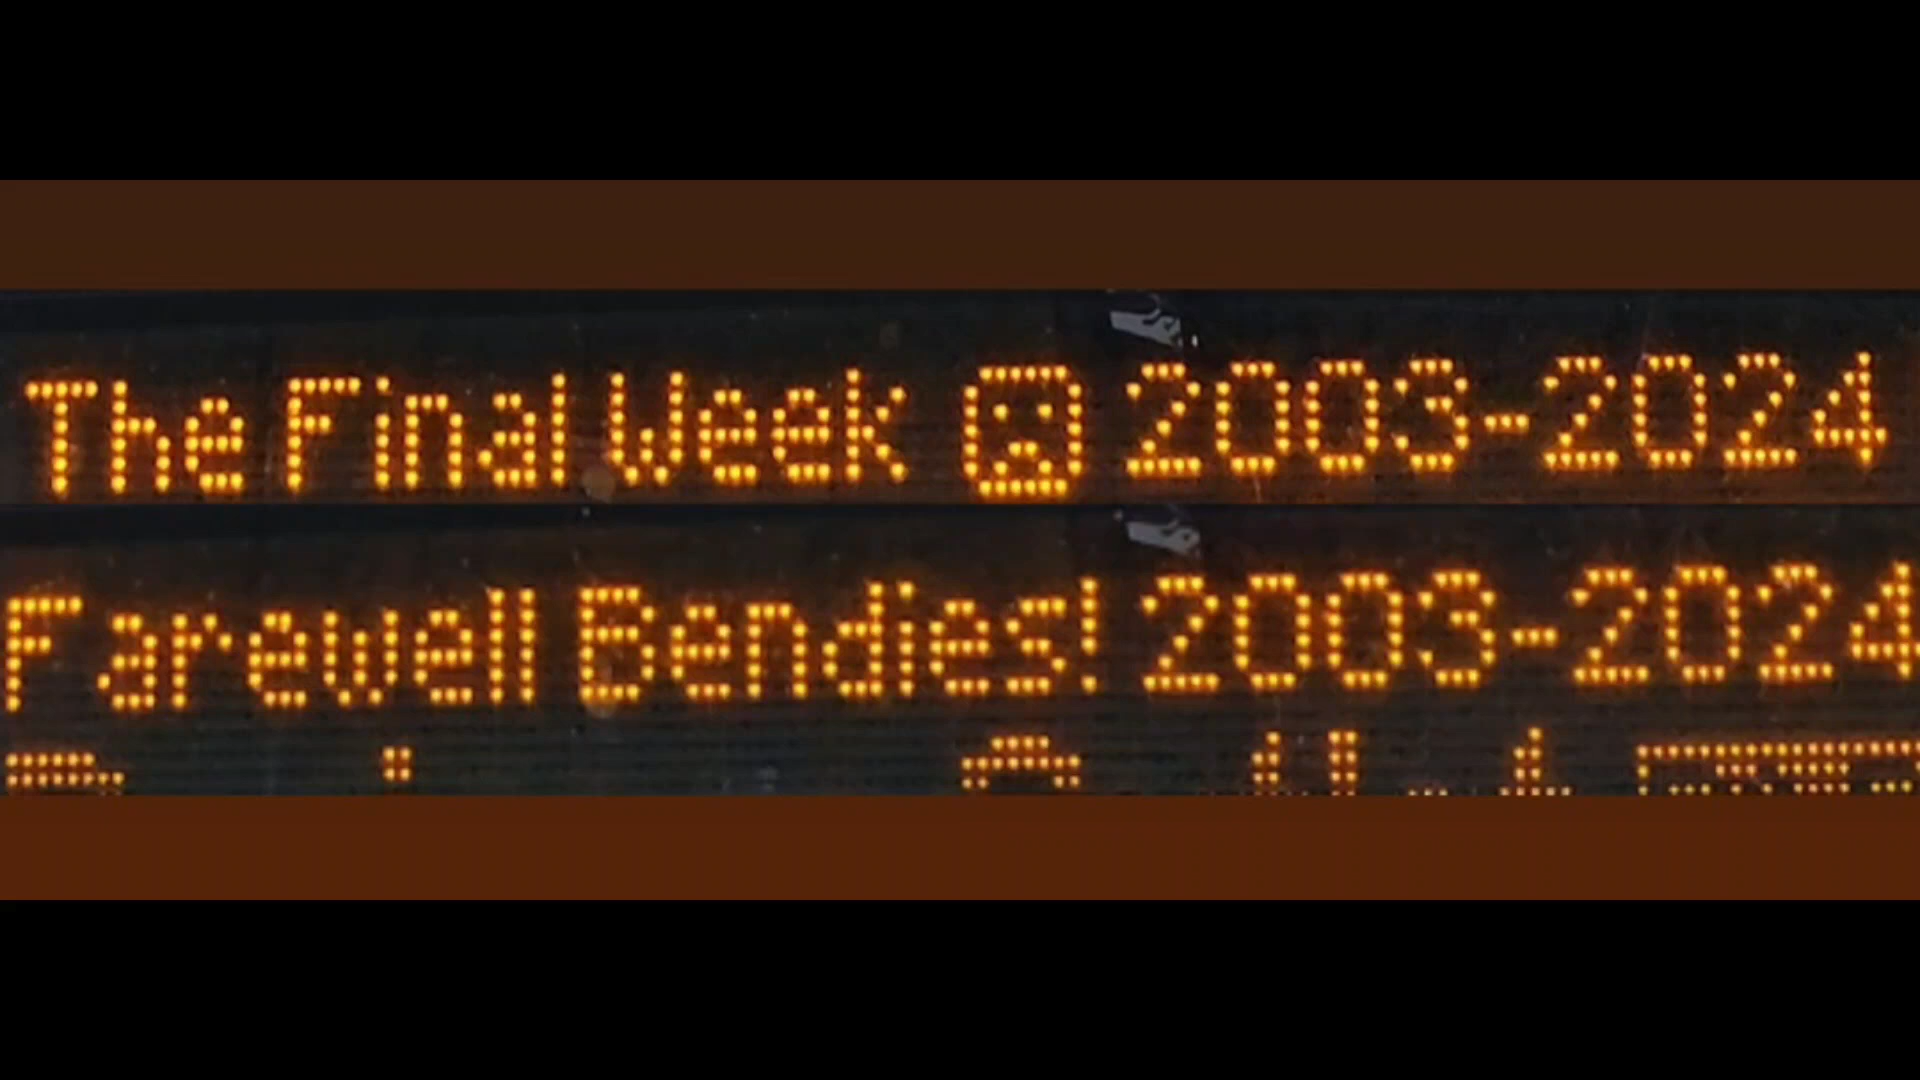 The Final Week ☹ 2003-2024
Farewell Bendies! 2003-2024